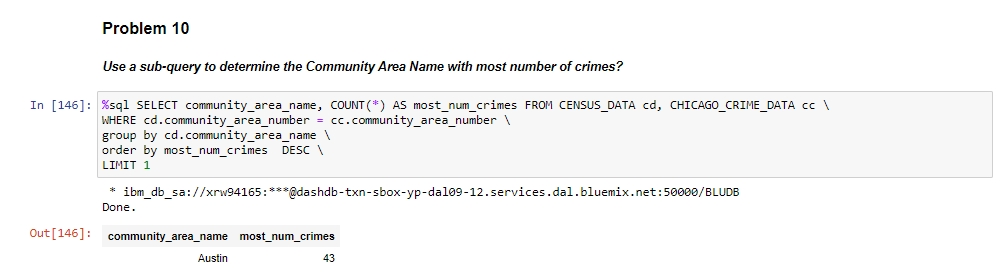 Problem 10
Use a sub-query to determine the Community Area Name with most number of crimes?
In [146]: %sql SELECT community_area_name, COUNT(*) AS most_num_crimes FROM CENSUS_DATA cd, CHICAGO_CRIME_DATA cc \
WHERE cd.community_area_number = cc.community_area_number \
group by cd.community_area_name \
order by most_num_crimes  DESC \
LIMIT 1
* ibm_db_sa://xrw94165:***@dashdb-txn-sbox-yp-dal09-12.services.dal.bluemix.net:50000/BLUDB
Done.
Out[146]: community_area_name most_num_crimes
Austin 43